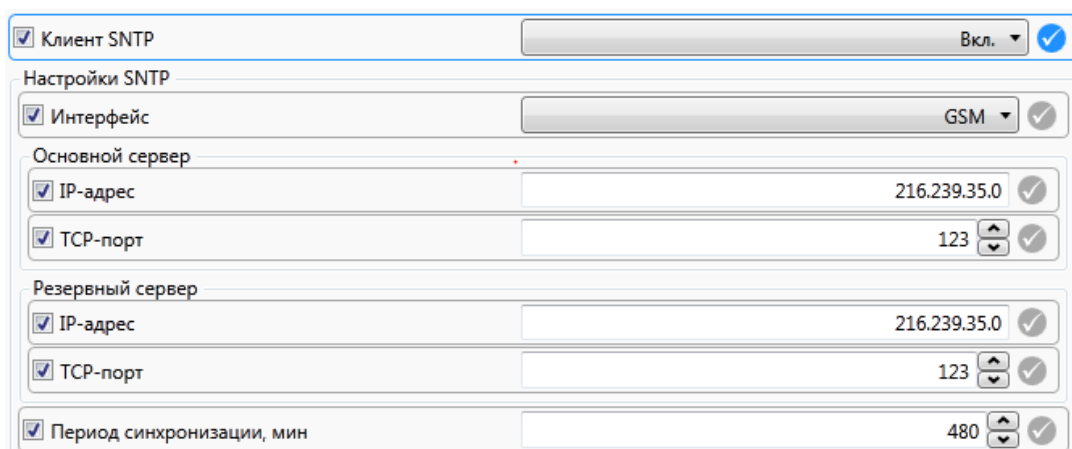 Клиент SNTP Вкл.
Настройки SNTP
Интерфейс GSM
Основной сервер
IP-адрес 216.239.35.0
TCP-порт 123
Резервный сервер
IP-адрес 216.239.35.0
TCP-порт 123
Период синхронизации, мин 480